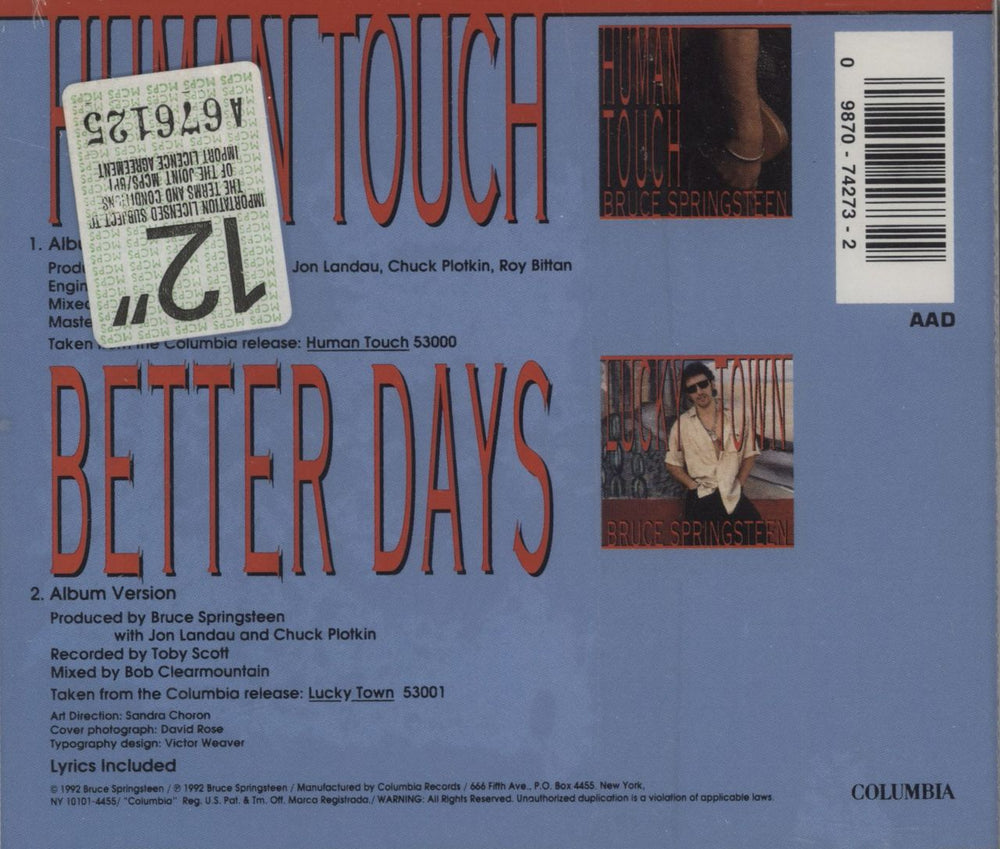 HUMAN TOUCH
A676125
IMPORTATION LICENSED SUBJECT T
THE TERMS AND CONDITIONS
OF THE JOINT MCPS/BPI
IMPORT LICENCE AGREEMENT
12"
MCPS MCPS MCPS MCPS
1. Albu
Produ Jon Landau, Chuck Plotkin, Roy Bittan
Engin
Mixed
Maste
Taken from the Columbia release: Human Touch 53000
HUMAN
TOUCH
BRUCE SPRINGSTEEN
0 9870-74273-2
AAD
BETTER DAYS
LUCKY TOWN
BRUCE SPRINGSTEEN
2. Album Version
Produced by Bruce Springsteen
with Jon Landau and Chuck Plotkin
Recorded by Toby Scott
Mixed by Bob Clearmountain
Taken from the Columbia release: Lucky Town 53001
Art Direction: Sandra Choron
Cover photograph: David Rose
Typography design: Victor Weaver
Lyrics Included
© 1992 Bruce Springsteen / ℗ 1992 Bruce Springsteen / Manufactured by Columbia Records / 666 Fifth Ave., P.O. Box 4455, New York,
NY 10101-4455/ "Columbia" Reg. U.S. Pat. & Tm. Off. Marca Registrada./ WARNING: All Rights Reserved. Unauthorized duplication is a violation of applicable laws.
COLUMBIA